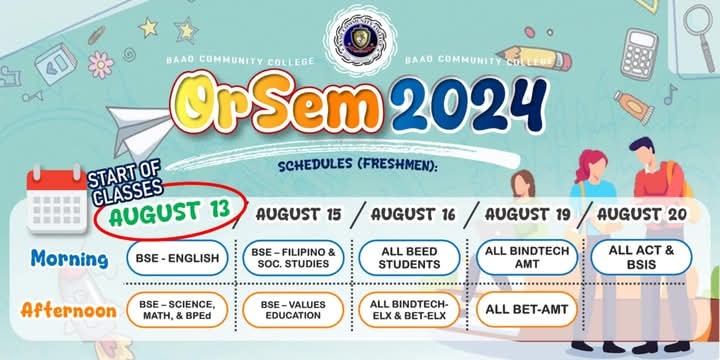 BAAO COMMUNITY COLLEGE
BAAO COMMUNITY COLLEGE
OrSem 2024
SCHEDULES (FRESHMEN):
START OF
CLASSES
AUGUST 13 / AUGUST 15 / AUGUST 16 / AUGUST 19 / AUGUST 20
Morning
BSE - ENGLISH
BSE – FILIPINO &
SOC. STUDIES
ALL BEED
STUDENTS
ALL BINDTECH
AMT
ALL ACT &
BSIS
Afternoon
BSE – SCIENCE,
MATH, & BPEd
BSE – VALUES
EDUCATION
ALL BINDTECH-
ELX & BET-ELX
ALL BET-AMT